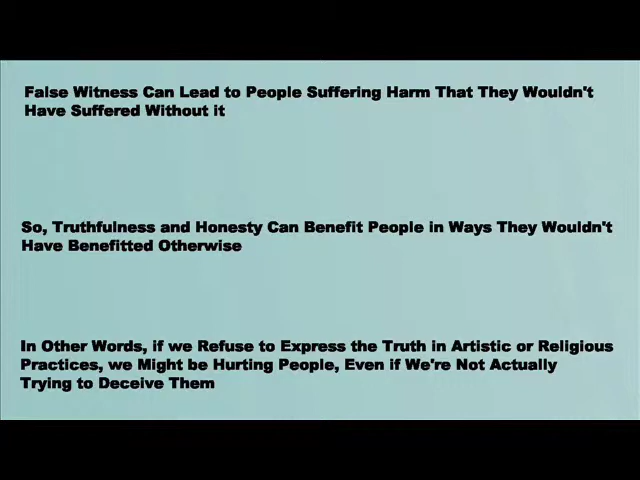 False Witness Can Lead to People Suffering Harm That They Wouldn't
Have Suffered Without it
So, Truthfulness and Honesty Can Benefit People in Ways They Wouldn't
Have Benefitted Otherwise
In Other Words, if we Refuse to Express the Truth in Artistic or Religious
Practices, we Might be Hurting People, Even if We're Not Actually
Trying to Deceive Them